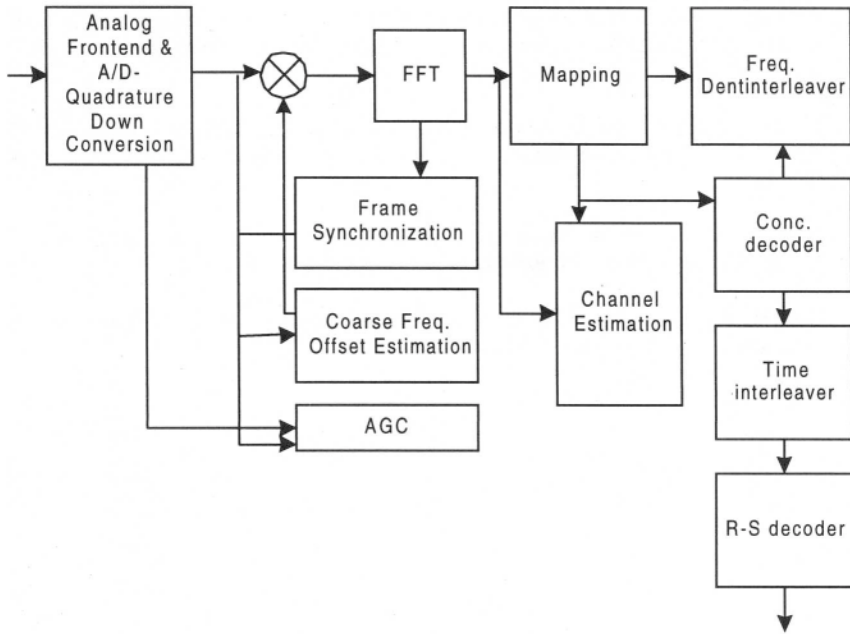 Analog
Frontend &
A/D-
Quadrature
Down
Conversion
FFT
Mapping
Freq.
Dentinterleaver
Frame
Synchronization
Conc.
decoder
Coarse Freq.
Offset Estimation
Channel
Estimation
Time
interleaver
AGC
R-S decoder